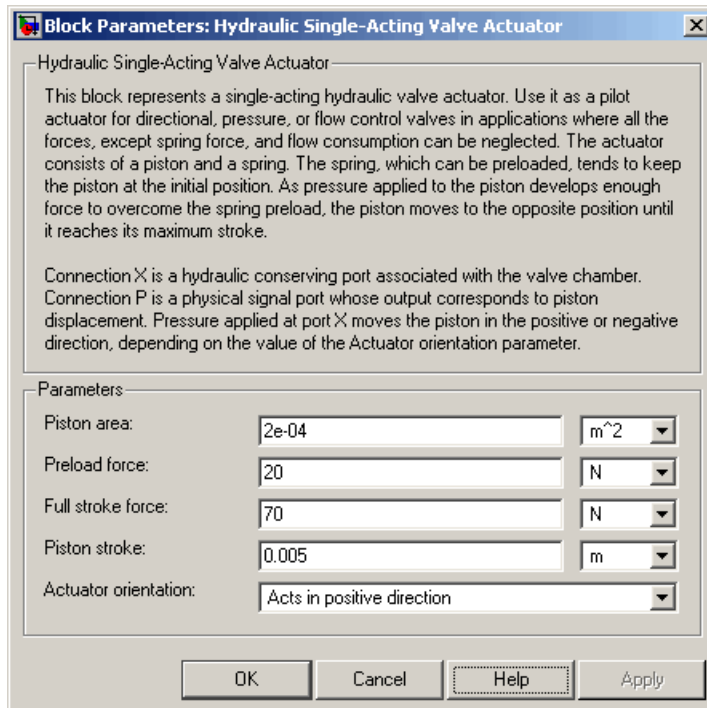 Block Parameters: Hydraulic Single-Acting Valve Actuator
Hydraulic Single-Acting Valve Actuator
This block represents a single-acting hydraulic valve actuator. Use it as a pilot
actuator for directional, pressure, or flow control valves in applications where all the
forces, except spring force, and flow consumption can be neglected. The actuator
consists of a piston and a spring. The spring, which can be preloaded, tends to keep
the piston at the initial position. As pressure applied to the piston develops enough
force to overcome the spring preload, the piston moves to the opposite position until
it reaches its maximum stroke.
Connection X is a hydraulic conserving port associated with the valve chamber.
Connection P is a physical signal port whose output corresponds to piston
displacement. Pressure applied at port X moves the piston in the positive or negative
direction, depending on the value of the Actuator orientation parameter.
Parameters
Piston area: 2e-04 m^2
Preload force: 20 N
Full stroke force: 70 N
Piston stroke: 0.005 m
Actuator orientation: Acts in positive direction
OK Cancel Help Apply